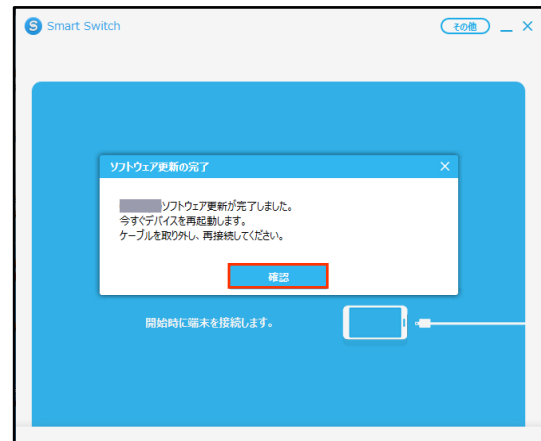 S Smart Switch
その他
ソフトウェア更新の完了
ソフトウェア更新が完了しました。
今すぐデバイスを再起動します。
ケーブルを取り外し、再接続してください。
確認
開始時に端末を接続します。